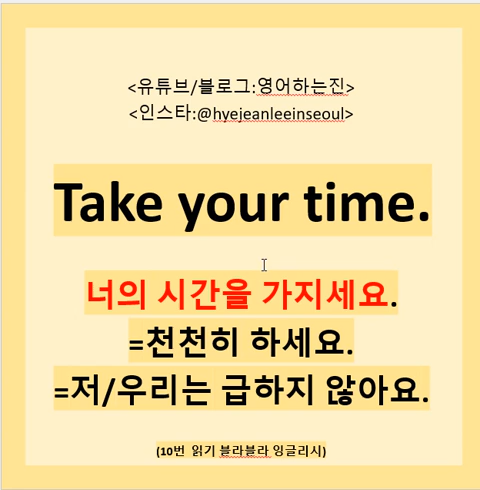 <유튜브/블로그:영어하는진>
<인스타:@hyejeanleeinseoul>
Take your time.
너의 시간을 가지세요.
=천천히 하세요.
=저/우리는 급하지 않아요.
(10번 읽기 블라블라 잉글리시)